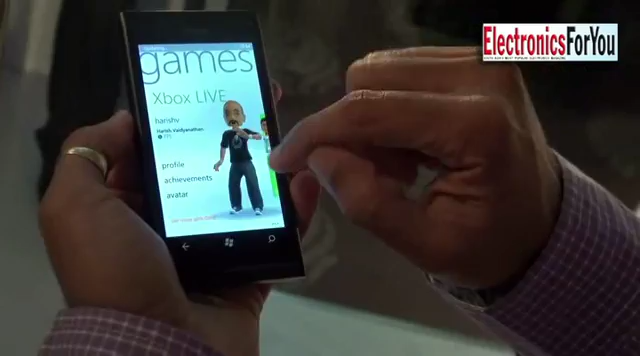 ElectronicsForYou
games
Xbox LIVE
harishv
Harish Vaidyanathan
profile
achievements
avatar